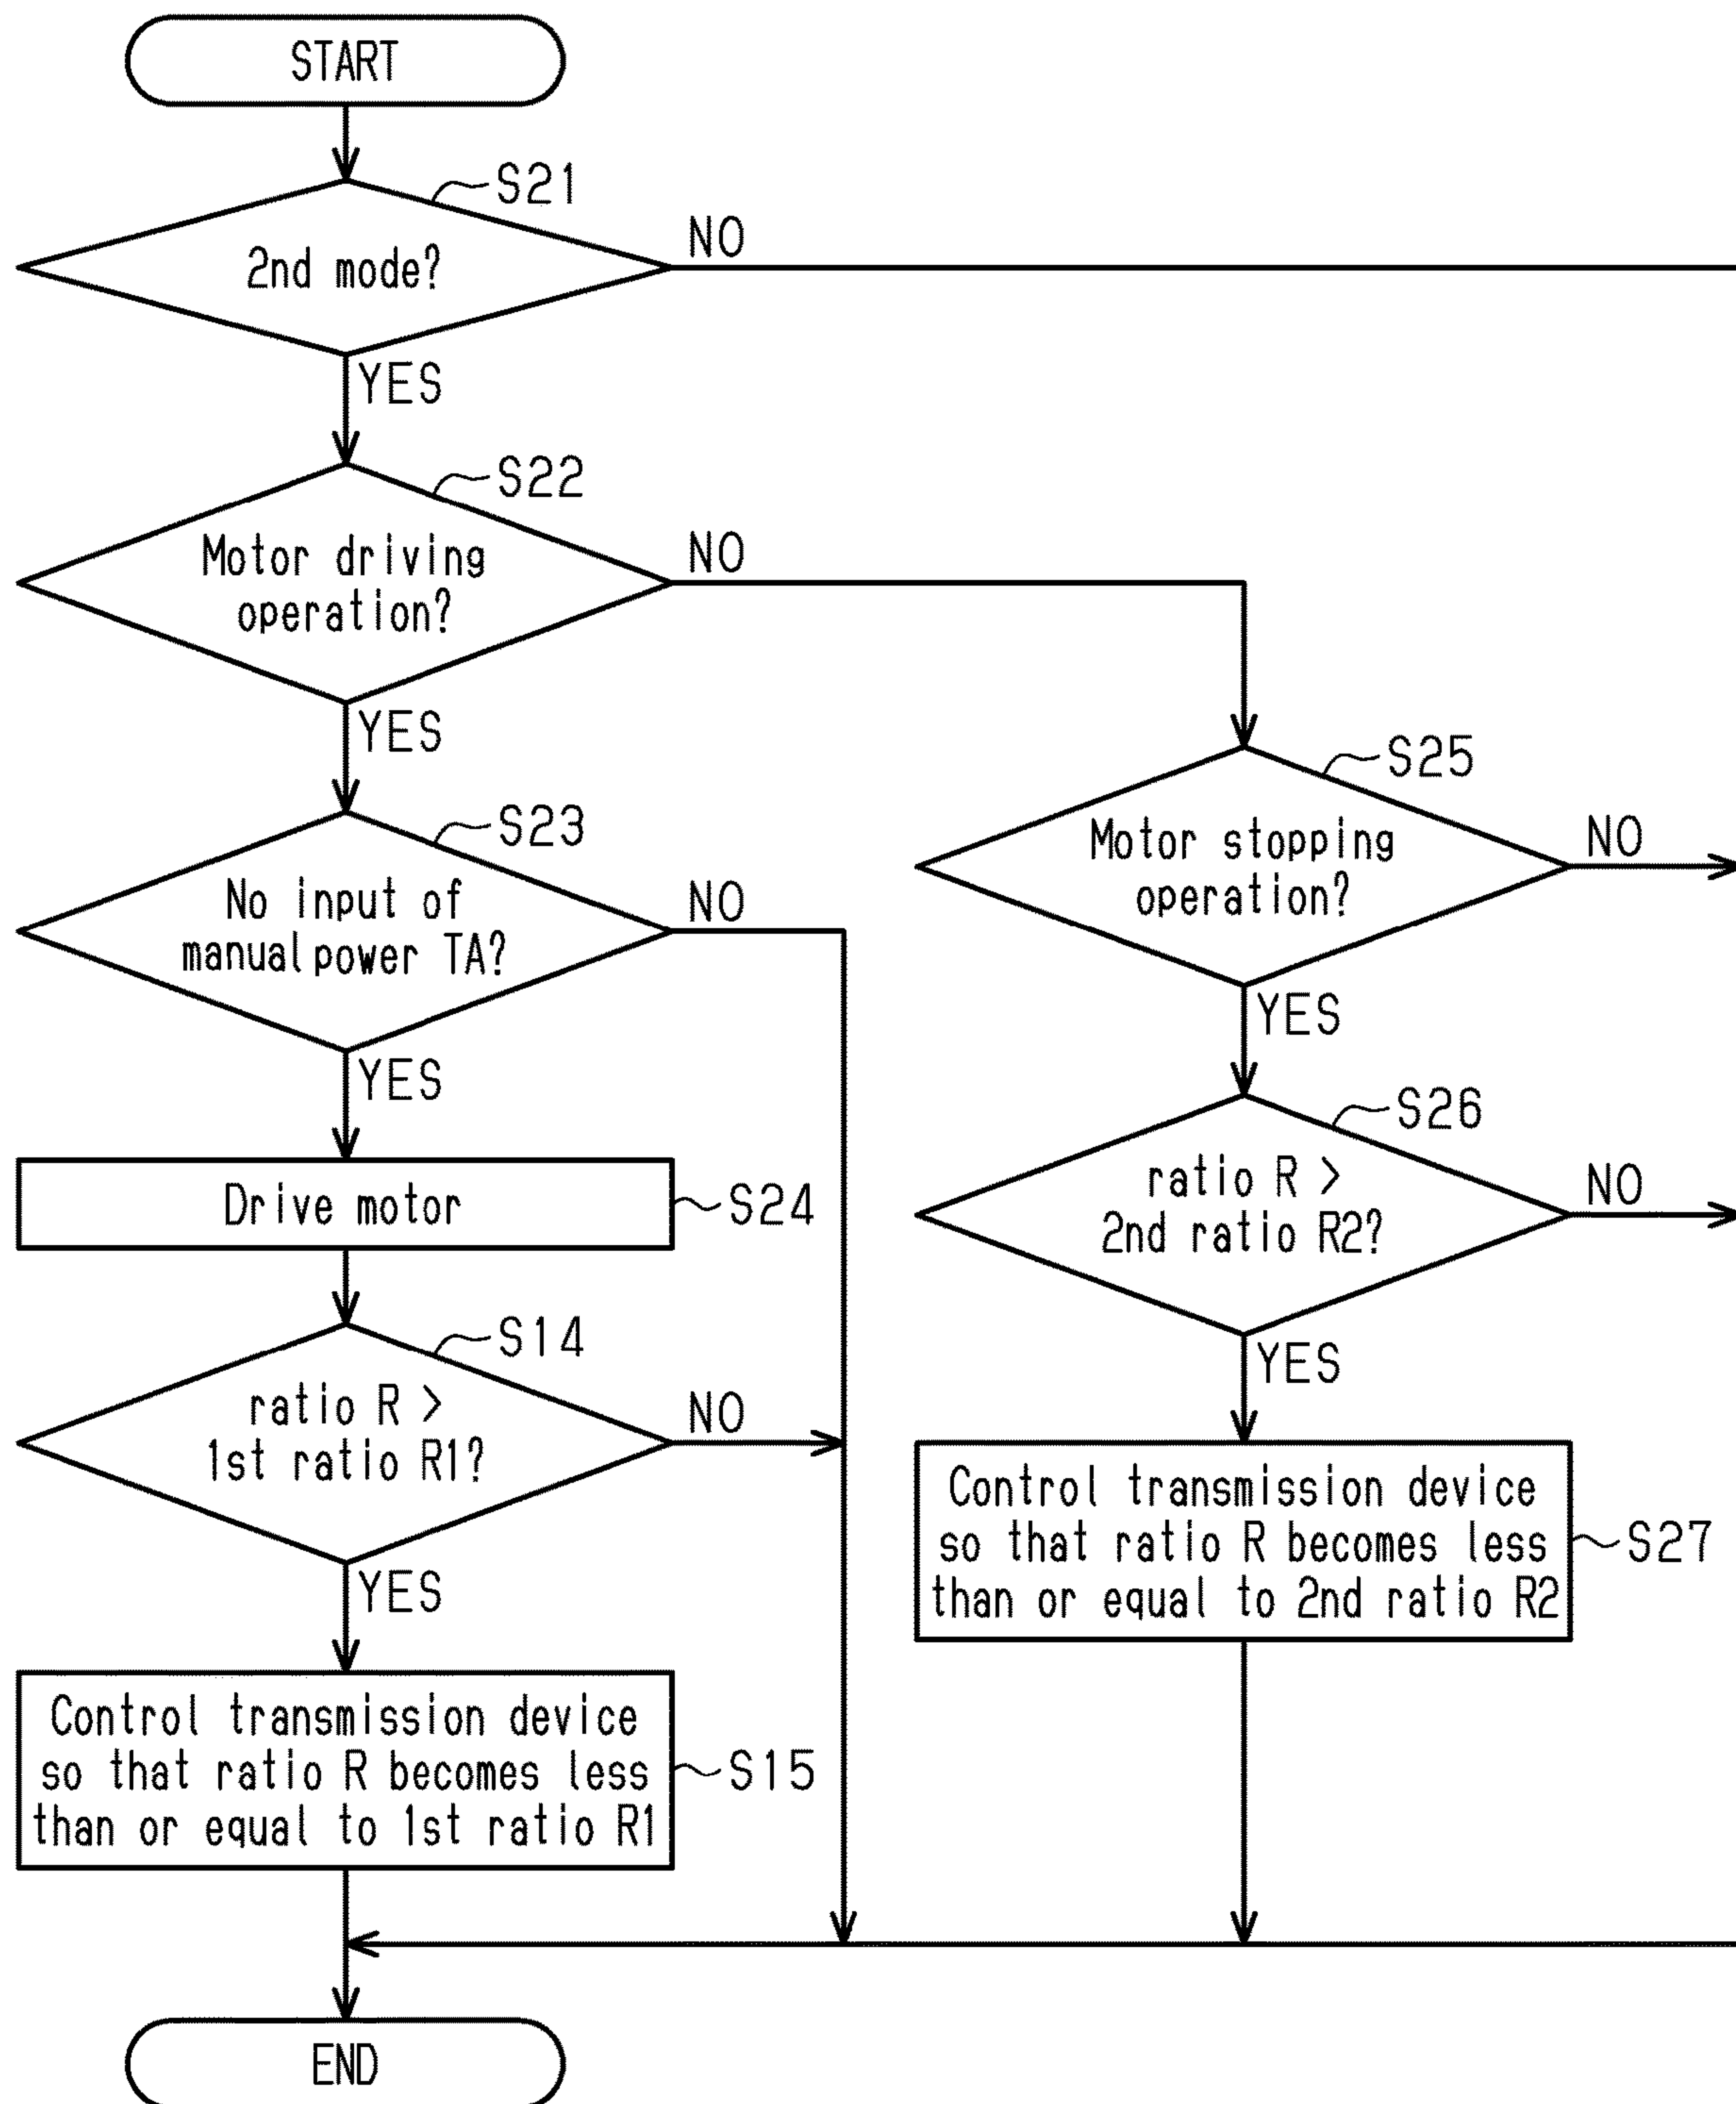 START
S21
2nd mode?
NO
YES
S22
Motor driving
operation?
NO
YES
S23
No input of
manual power TA?
NO
YES
Drive motor
S24
S14
ratio R >
1st ratio R1?
NO
YES
Control transmission device
so that ratio R becomes less
than or equal to 1st ratio R1
S15
S25
Motor stopping
operation?
NO
YES
S26
ratio R >
2nd ratio R2?
NO
YES
Control transmission device
so that ratio R becomes less
than or equal to 2nd ratio R2
S27
END